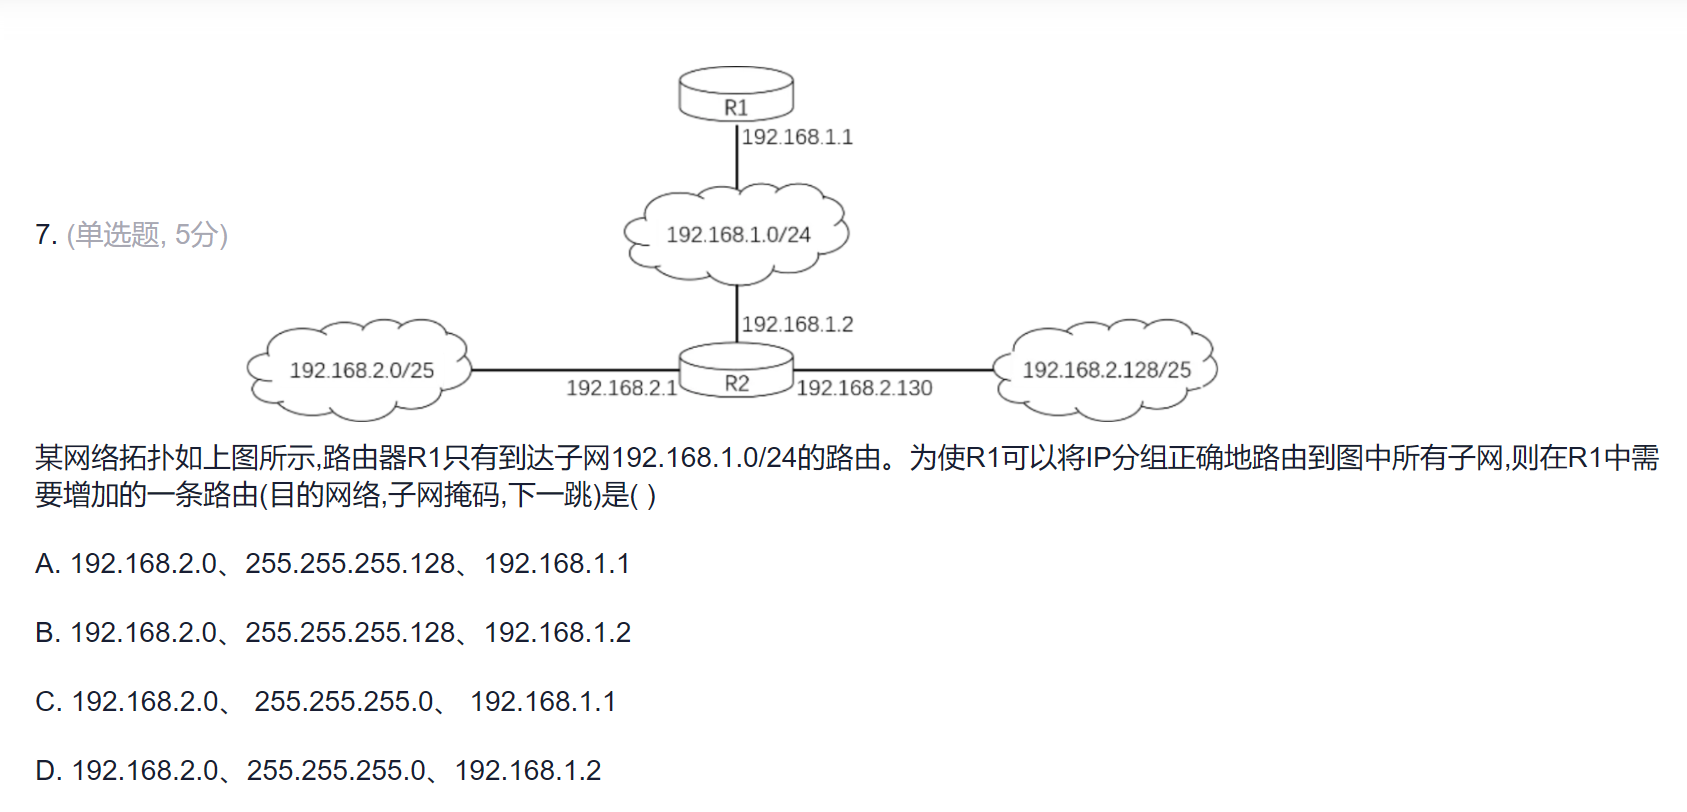 R1
192.168.1.1
7. (单选题, 5分)
192.168.1.0/24
192.168.1.2
192.168.2.0/25
192.168.2.1
R2
192.168.2.130
192.168.2.128/25
某网络拓扑如上图所示,路由器R1只有到达子网192.168.1.0/24的路由。为使R1可以将IP分组正确地路由到图中所有子网,则在R1中需
要增加的一条路由(目的网络,子网掩码,下一跳)是( )
A. 192.168.2.0、255.255.255.128、192.168.1.1
B. 192.168.2.0、255.255.255.128、192.168.1.2
C. 192.168.2.0、 255.255.255.0、 192.168.1.1
D. 192.168.2.0、255.255.255.0、192.168.1.2